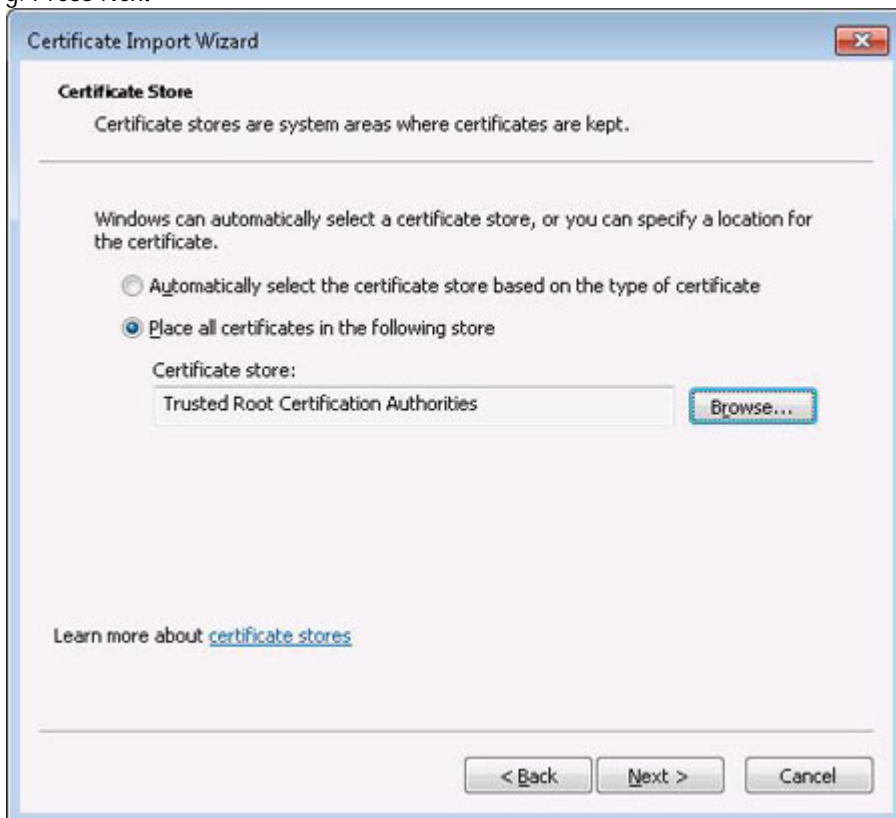 Certificate Import Wizard
Certificate Store
Certificate stores are system areas where certificates are kept.
Windows can automatically select a certificate store, or you can specify a location for
the certificate.
Automatically select the certificate store based on the type of certificate
Place all certificates in the following store
Certificate store:
Trusted Root Certification Authorities
Browse...
Learn more about certificate stores
< Back
Next >
Cancel